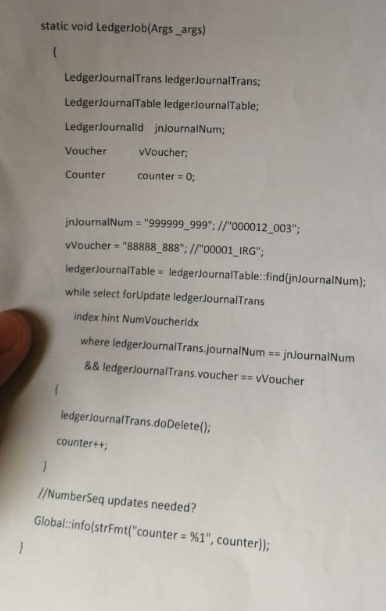 static void LedgerJob(Args _args)
{
LedgerJournalTrans ledgerJournalTrans;
LedgerJournalTable ledgerJournalTable;
LedgerJournalId jnJournalNum;
Voucher vVoucher;
Counter counter = 0;
jnJournalNum = "999999_999"; //"000012_003";
vVoucher = "88888_888"; //"00001_IRG";
ledgerJournalTable = ledgerJournalTable::find(jnJournalNum);
while select forUpdate ledgerJournalTrans
index hint NumVoucherIdx
where ledgerJournalTrans.journalNum == jnJournalNum
&& ledgerJournalTrans.voucher == vVoucher
{
ledgerJournalTrans.doDelete();
counter++;
}
//NumberSeq updates needed?
Global::info(strFmt("counter = %1", counter));
}